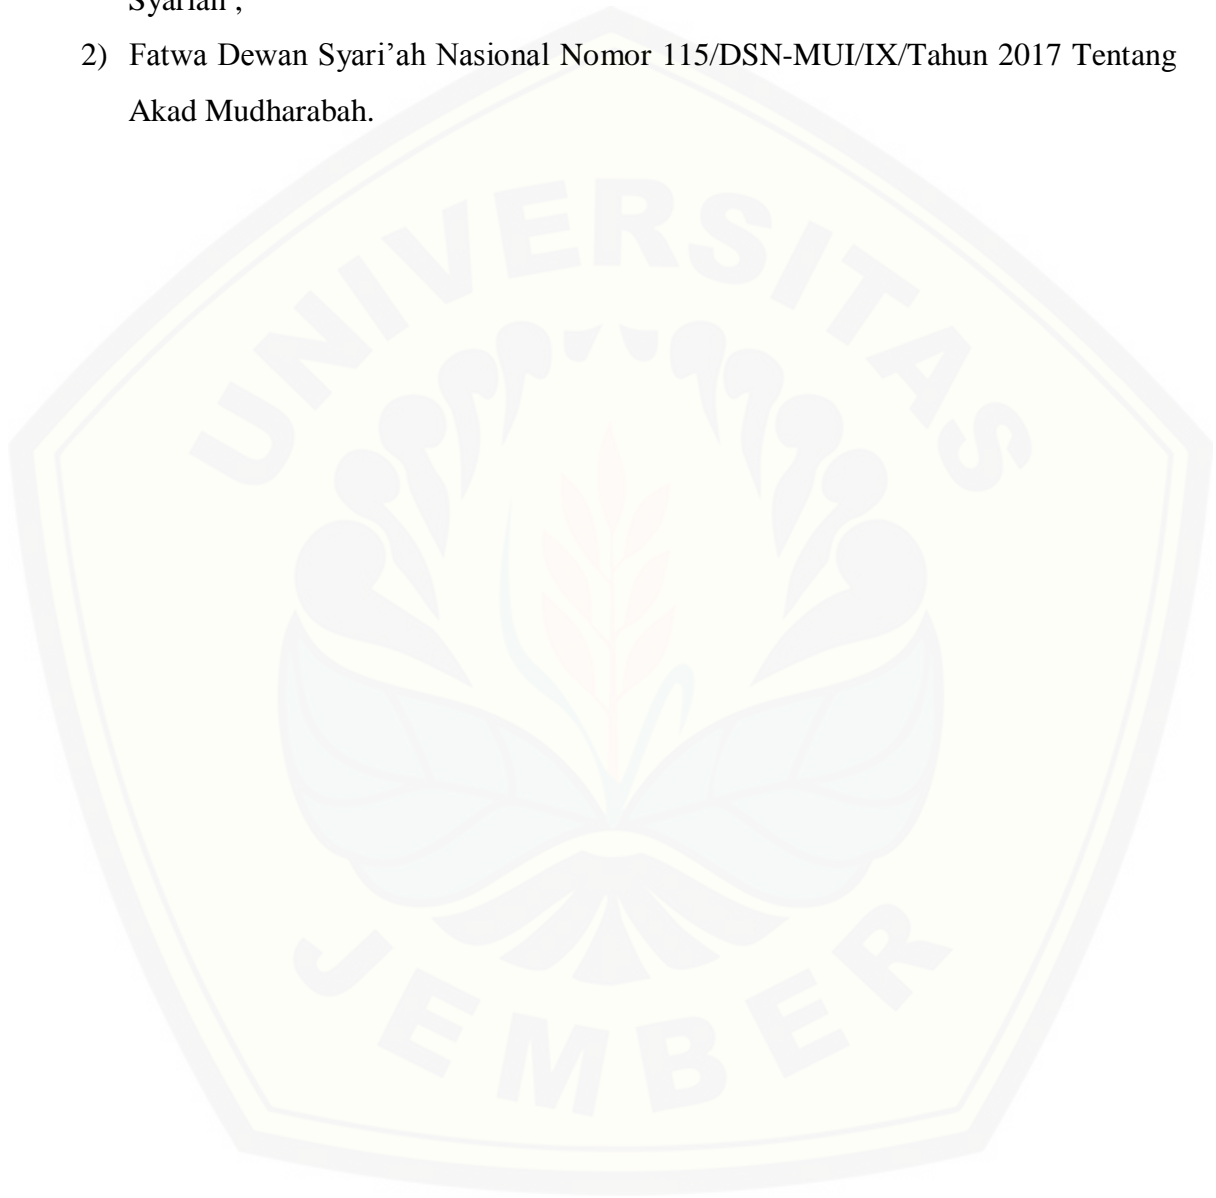 Syariah ;
2) Fatwa Dewan Syari’ah Nasional Nomor 115/DSN-MUI/IX/Tahun 2017 Tentang
Akad Mudharabah.
UNIVERSITAS
JEMBER